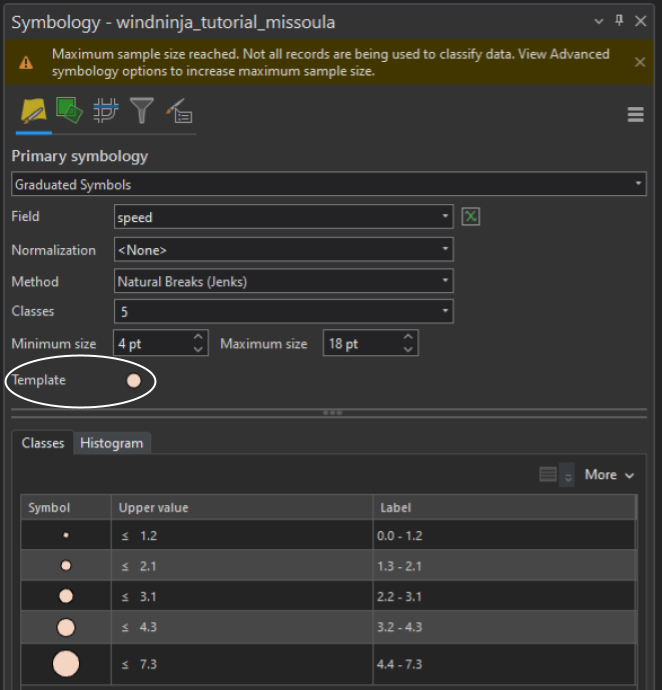 Symbology - windninja_tutorial_missoula
Maximum sample size reached. Not all records are being used to classify data. View Advanced
symbology options to increase maximum sample size.
Primary symbology
Graduated Symbols
Field speed
Normalization <None>
Method Natural Breaks (Jenks)
Classes 5
Minimum size 4 pt Maximum size 18 pt
Template
Classes Histogram
More
Symbol Upper value Label
≤ 1.2 0.0 - 1.2
≤ 2.1 1.3 - 2.1
≤ 3.1 2.2 - 3.1
≤ 4.3 3.2 - 4.3
≤ 7.3 4.4 - 7.3